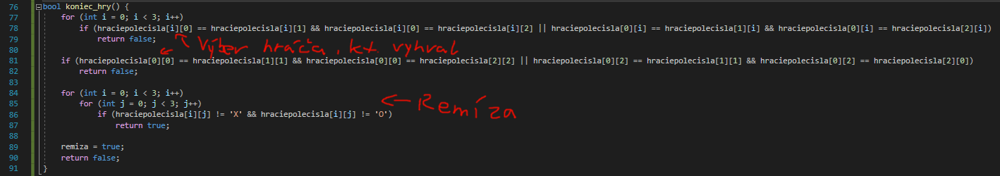 76 bool koniec_hry() {
77 for (int i = 0; i < 3; i++)
78 if (hraciepolecisla[i][0] == hraciepolecisla[i][1] && hraciepolecisla[i][0] == hraciepolecisla[i][2] || hraciepolecisla[0][i] == hraciepolecisla[1][i] && hraciepolecisla[0][i] == hraciepolecisla[2][i])
79 return false;
Výber hráča, kt. vyhral
80
81 if (hraciepolecisla[0][0] == hraciepolecisla[1][1] && hraciepolecisla[0][0] == hraciepolecisla[2][2] || hraciepolecisla[0][2] == hraciepolecisla[1][1] && hraciepolecisla[0][2] == hraciepolecisla[2][0])
82 return false;
83
84 for (int i = 0; i < 3; i++)
85 for (int j = 0; j < 3; j++)
Remíza
86 if (hraciepolecisla[i][j] != 'X' && hraciepolecisla[i][j] != 'O')
87 return true;
88
89 remiza = true;
90 return false;
91 }